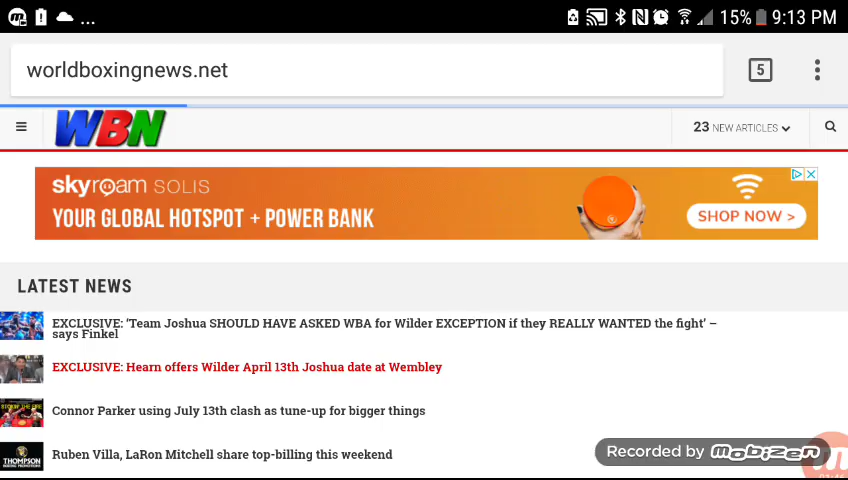 ... 15% 9:13 PM
worldboxingnews.net 5
WBN 23 NEW ARTICLES
skyroam SOLIS
YOUR GLOBAL HOTSPOT + POWER BANK SHOP NOW >
LATEST NEWS
EXCLUSIVE: ‘Team Joshua SHOULD HAVE ASKED WBA for Wilder EXCEPTION if they REALLY WANTED the fight’ –
says Finkel
EXCLUSIVE: Hearn offers Wilder April 13th Joshua date at Wembley
Connor Parker using July 13th clash as tune-up for bigger things
Ruben Villa, LaRon Mitchell share top-billing this weekend
THOMPSON
Recorded by MOBIZEN